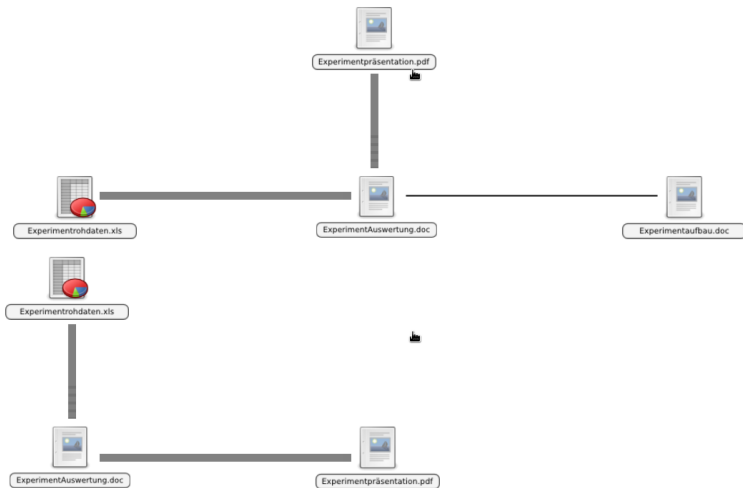 Experimentpräsentation.pdf
Experimentrohdaten.xls
ExperimentAuswertung.doc
Experimentaufbau.doc
Experimentrohdaten.xls
ExperimentAuswertung.doc
Experimentpräsentation.pdf